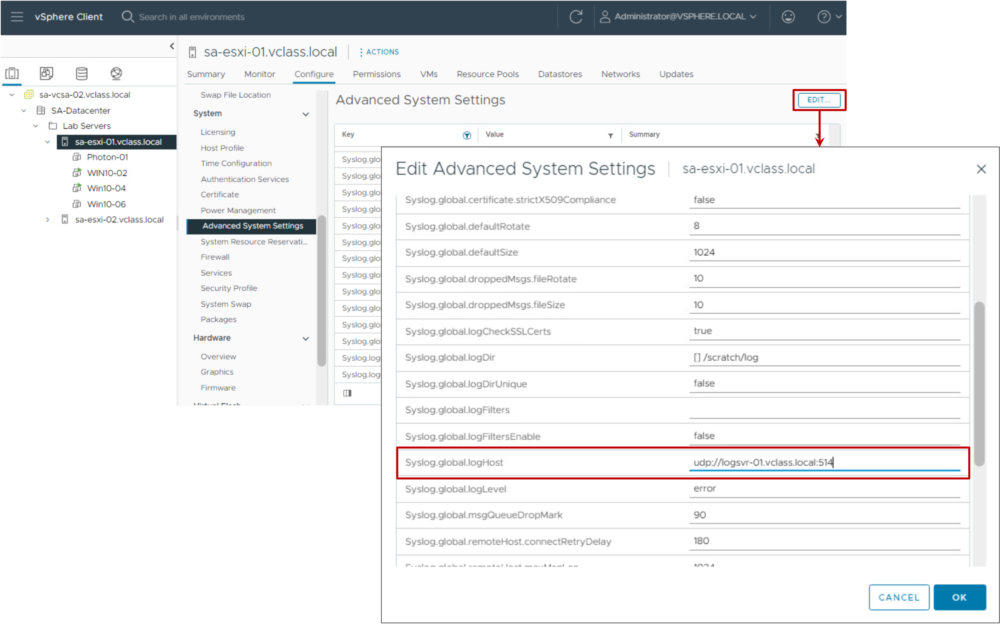 vSphere Client
Search in all environments
Administrator@VSPHERE.LOCAL
sa-vcsa-02.vclass.local
SA-Datacenter
Lab Servers
sa-esxi-01.vclass.local
Photon-01
WIN10-02
Win10-04
Win10-06
sa-esxi-02.vclass.local
sa-esxi-01.vclass.local
ACTIONS
Summary Monitor Configure Permissions VMs Resource Pools Datastores Networks Updates
Swap File Location
System
Licensing
Host Profile
Time Configuration
Authentication Services
Certificate
Power Management
Advanced System Settings
System Resource Reservati...
Firewall
Services
Security Profile
System Swap
Packages
Hardware
Overview
Graphics
Firmware
Virtual Flash
Advanced System Settings
EDIT...
Key Value Summary
Syslog.glo
Syslog.glo
Syslog.glo
Syslog.glo
Syslog.glo
Syslog.glo
Syslog.glo
Syslog.glo
Syslog.glo
Syslog.glo
Syslog.glo
Syslog.glo
Syslog.log
Syslog.log
Edit Advanced System Settings sa-esxi-01.vclass.local
Syslog.global.certificate.strictX509Compliance false
Syslog.global.defaultRotate 8
Syslog.global.defaultSize 1024
Syslog.global.droppedMsgs.fileRotate 10
Syslog.global.droppedMsgs.fileSize 10
Syslog.global.logCheckSSLCerts true
Syslog.global.logDir [] /scratch/log
Syslog.global.logDirUnique false
Syslog.global.logFilters
Syslog.global.logFiltersEnable false
Syslog.global.logHost udp://logsvr-01.vclass.local:514
Syslog.global.logLevel error
Syslog.global.msgQueueDropMark 90
Syslog.global.remoteHost.connectRetryDelay 180
Syslog.global.remoteHost.maxMsgLen 1024
CANCEL OK